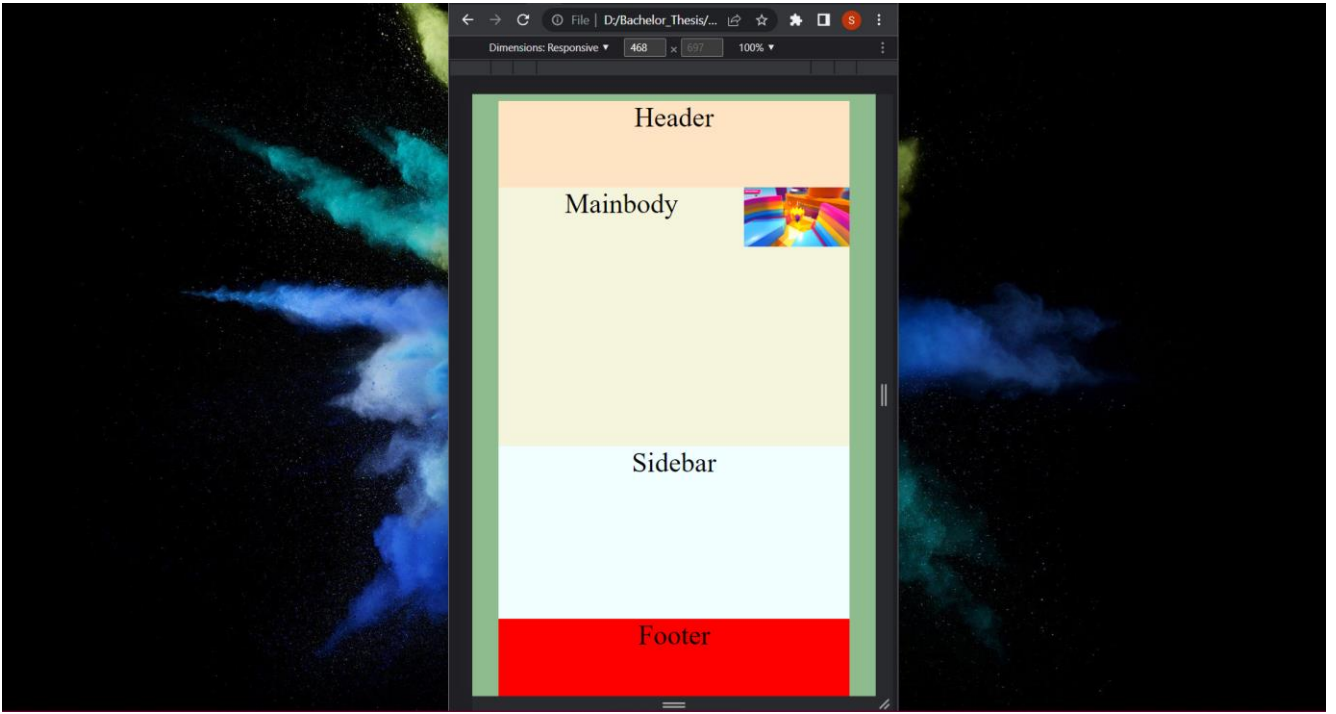 File | D:/Bachelor_Thesis/... S
Dimensions: Responsive ▼ 468 × 697 100% ▼
Header
Mainbody
Sidebar
Footer